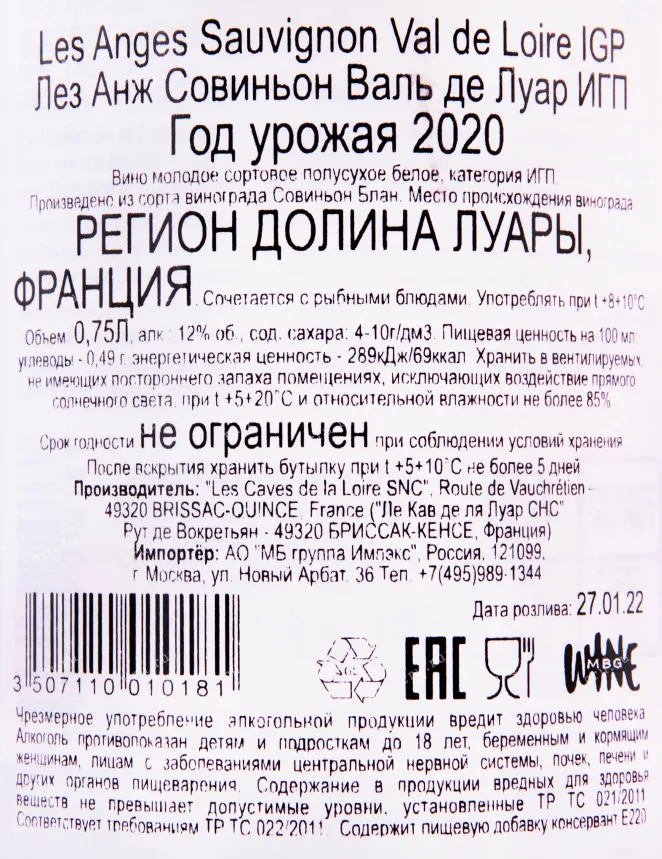 Les Anges Sauvignon Val de Loire IGP
Лез Анж Совиньон Валь де Луар ИГП
Год урожая 2020
Вино молодое сортовое полусухое белое, категория ИГП.
Произведено из сорта винограда Совиньон Блан. Место происхождения винограда
РЕГИОН ДОЛИНА ЛУАРЫ,
ФРАНЦИЯ. Сочетается с рыбными блюдами. Употреблять при t +8+10°С
Объем 0,75Л, алк.: 12% об., сод. сахара: 4-10г/дм3. Пищевая ценность на 100 мл
углеводы - 0,49 г, энергетическая ценность - 289кДж/69ккал. Хранить в вентилируемых,
не имеющих постороннего запаха помещениях, исключающих воздействие прямого
солнечного света, при t +5+20°С и относительной влажности не более 85%
Срок годности не ограничен при соблюдении условий хранения
После вскрытия хранить бутылку при t +5+10°С не более 5 дней
Производитель: "Les Caves de la Loire SNC", Route de Vauchrétien -
49320 BRISSAC-QUINCE, France ("Ле Кав де ля Луар СНС"
Рут де Вокретьян - 49320 БРИССАК-КЕНСЕ, Франция)
Импортёр: АО "МБ группа Импэкс", Россия, 121099,
г. Москва, ул. Новый Арбат, 36 Тел. +7(495)989-1344
Дата розлива: 27.01.22
3 507110 010181
EAC
WINE
MBG
Чрезмерное употребление алкогольной продукции вредит здоровью человека
Алкоголь противопоказан детям и подросткам до 18 лет, беременным и кормящим
женщинам, лицам с заболеваниями центральной нервной системы, почек, печени и
других органов пищеварения. Содержание в продукции вредных для здоровья
веществ не превышает допустимые уровни, установленные ТР ТС 021/2011
Соответствует требованиям ТР ТС 022/2011. Содержит пищевую добавку консервант Е220